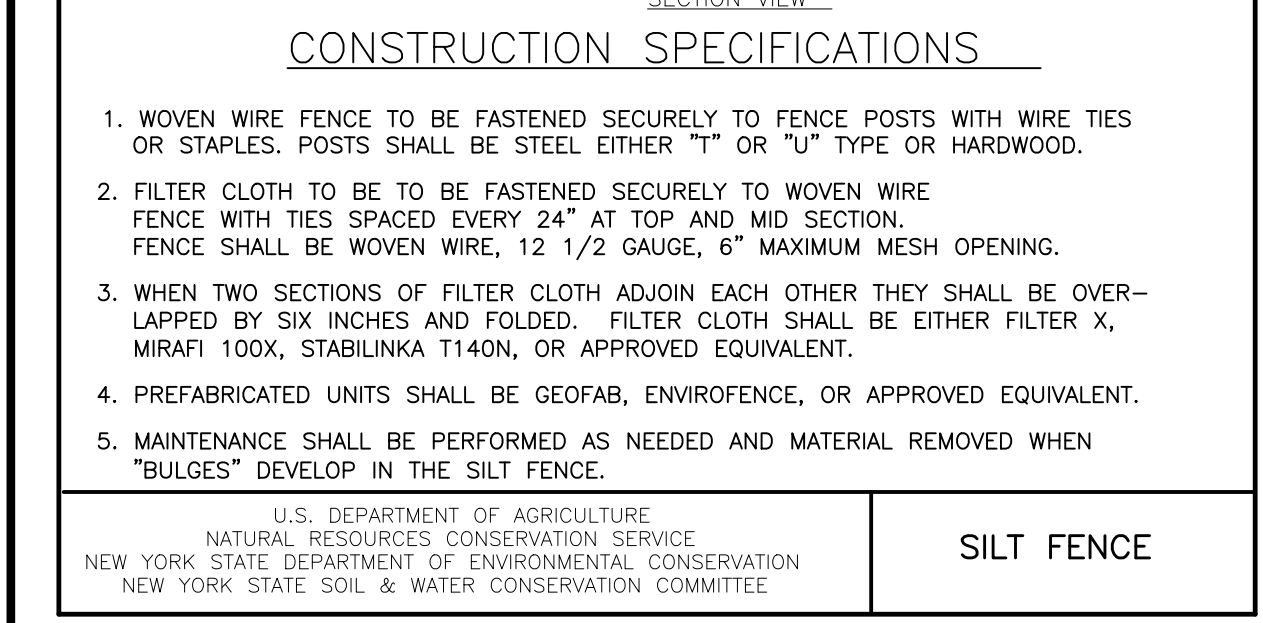 SECTION VIEW
CONSTRUCTION SPECIFICATIONS
1. WOVEN WIRE FENCE TO BE FASTENED SECURELY TO FENCE POSTS WITH WIRE TIES
OR STAPLES. POSTS SHALL BE STEEL EITHER "T" OR "U" TYPE OR HARDWOOD.
2. FILTER CLOTH TO BE TO BE FASTENED SECURELY TO WOVEN WIRE
FENCE WITH TIES SPACED EVERY 24" AT TOP AND MID SECTION.
FENCE SHALL BE WOVEN WIRE, 12 1/2 GAUGE, 6" MAXIMUM MESH OPENING.
3. WHEN TWO SECTIONS OF FILTER CLOTH ADJOIN EACH OTHER THEY SHALL BE OVER-
LAPPED BY SIX INCHES AND FOLDED. FILTER CLOTH SHALL BE EITHER FILTER X,
MIRAFI 100X, STABILINKA T140N, OR APPROVED EQUIVALENT.
4. PREFABRICATED UNITS SHALL BE GEOFAB, ENVIROFENCE, OR APPROVED EQUIVALENT.
5. MAINTENANCE SHALL BE PERFORMED AS NEEDED AND MATERIAL REMOVED WHEN
"BULGES" DEVELOP IN THE SILT FENCE.
U.S. DEPARTMENT OF AGRICULTURE
NATURAL RESOURCES CONSERVATION SERVICE
NEW YORK STATE DEPARTMENT OF ENVIRONMENTAL CONSERVATION
NEW YORK STATE SOIL & WATER CONSERVATION COMMITTEE
SILT FENCE